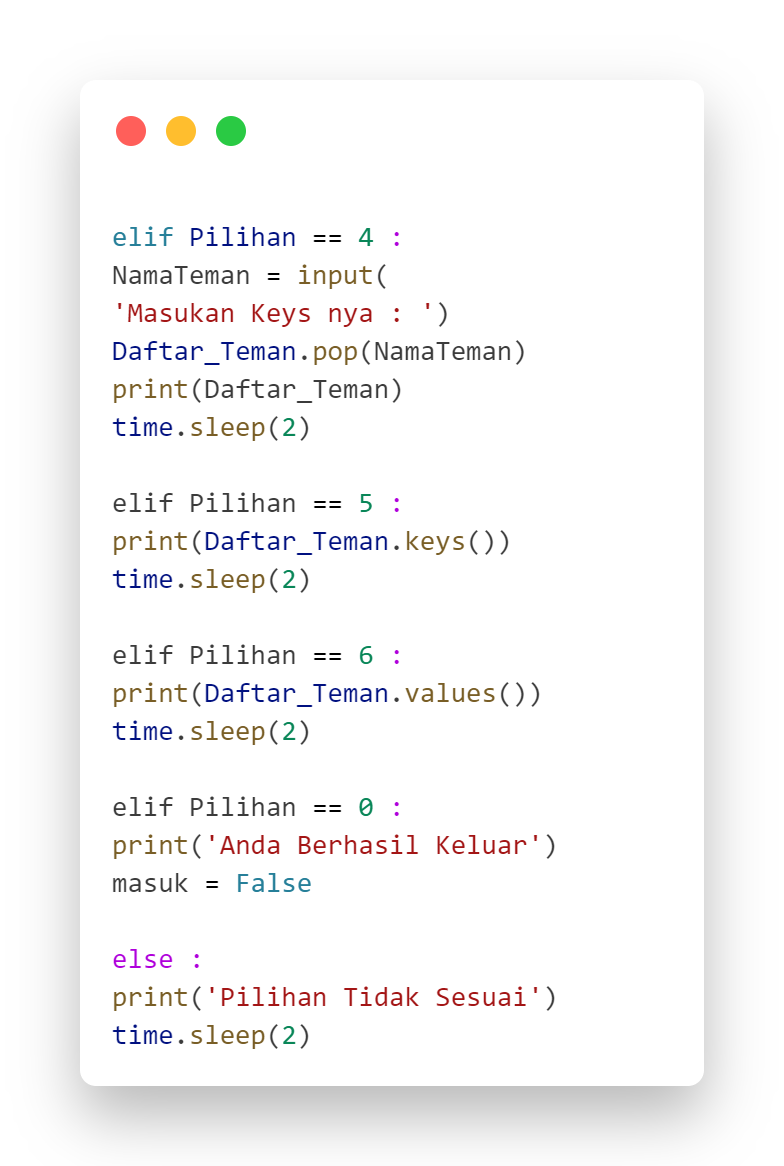 elif Pilihan == 4 :
NamaTeman = input(
'Masukan Keys nya : ')
Daftar_Teman.pop(NamaTeman)
print(Daftar_Teman)
time.sleep(2)

elif Pilihan == 5 :
print(Daftar_Teman.keys())
time.sleep(2)

elif Pilihan == 6 :
print(Daftar_Teman.values())
time.sleep(2)

elif Pilihan == 0 :
print('Anda Berhasil Keluar')
masuk = False

else :
print('Pilihan Tidak Sesuai')
time.sleep(2)